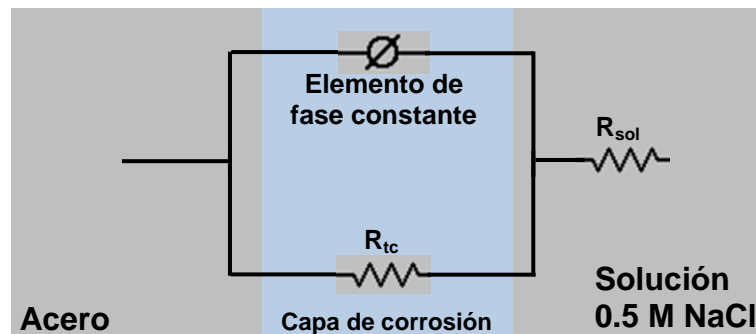 Elemento de
fase constante
Rsol
Rtc
Acero
Capa de corrosión
Solución
0.5 M NaCl